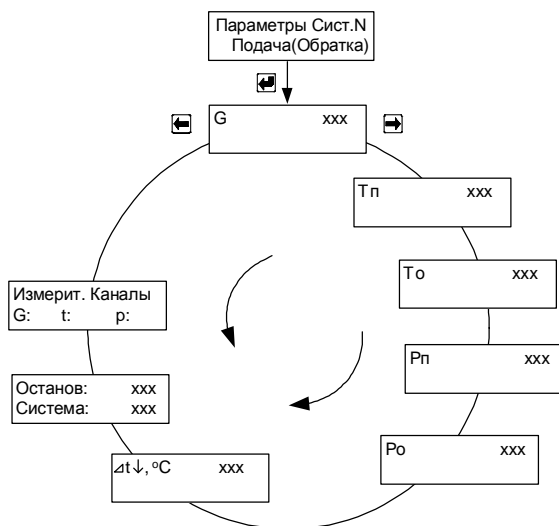 Параметры Сист.N
Подача(Обратка)
G xxx
Тп xxx
То xxx
Рп xxx
Ро xxx
⊿t↓, ºC xxx
Останов: xxx
Система: xxx
Измерит. Каналы
G: t: p: